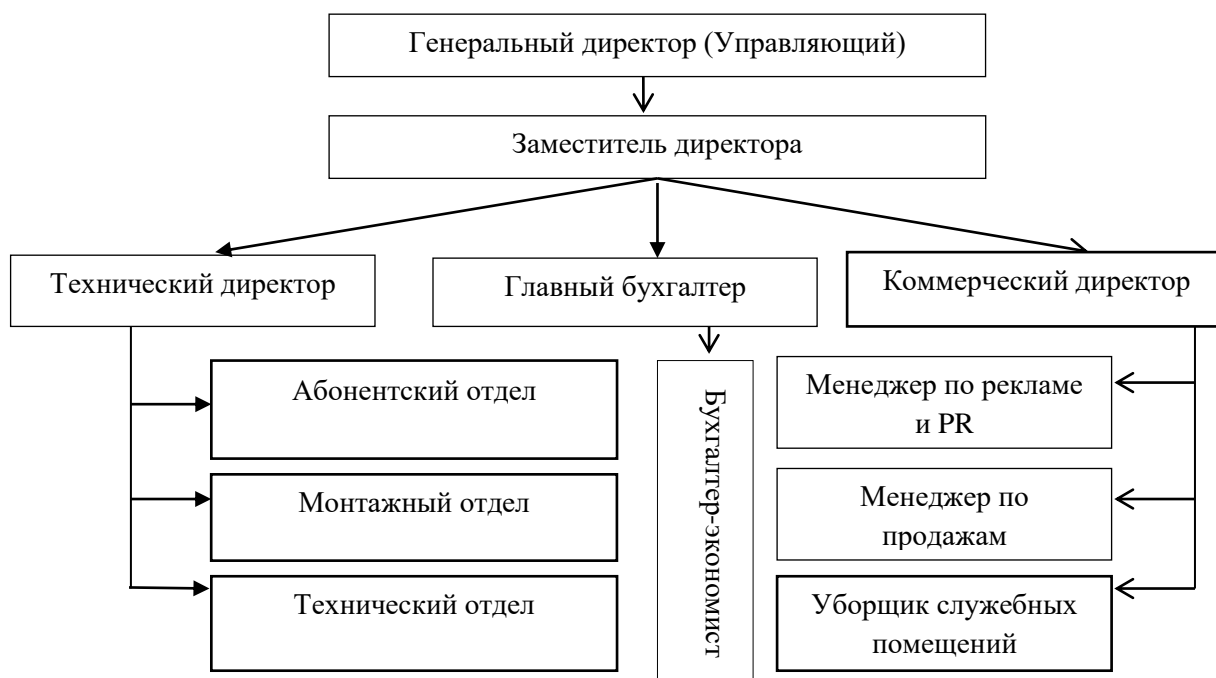 Генеральный директор (Управляющий)
Заместитель директора
Технический директор
Главный бухгалтер
Коммерческий директор
Абонентский отдел
Монтажный отдел
Технический отдел
Бухгалтер-экономист
Менеджер по рекламе
и PR
Менеджер по
продажам
Уборщик служебных
помещений